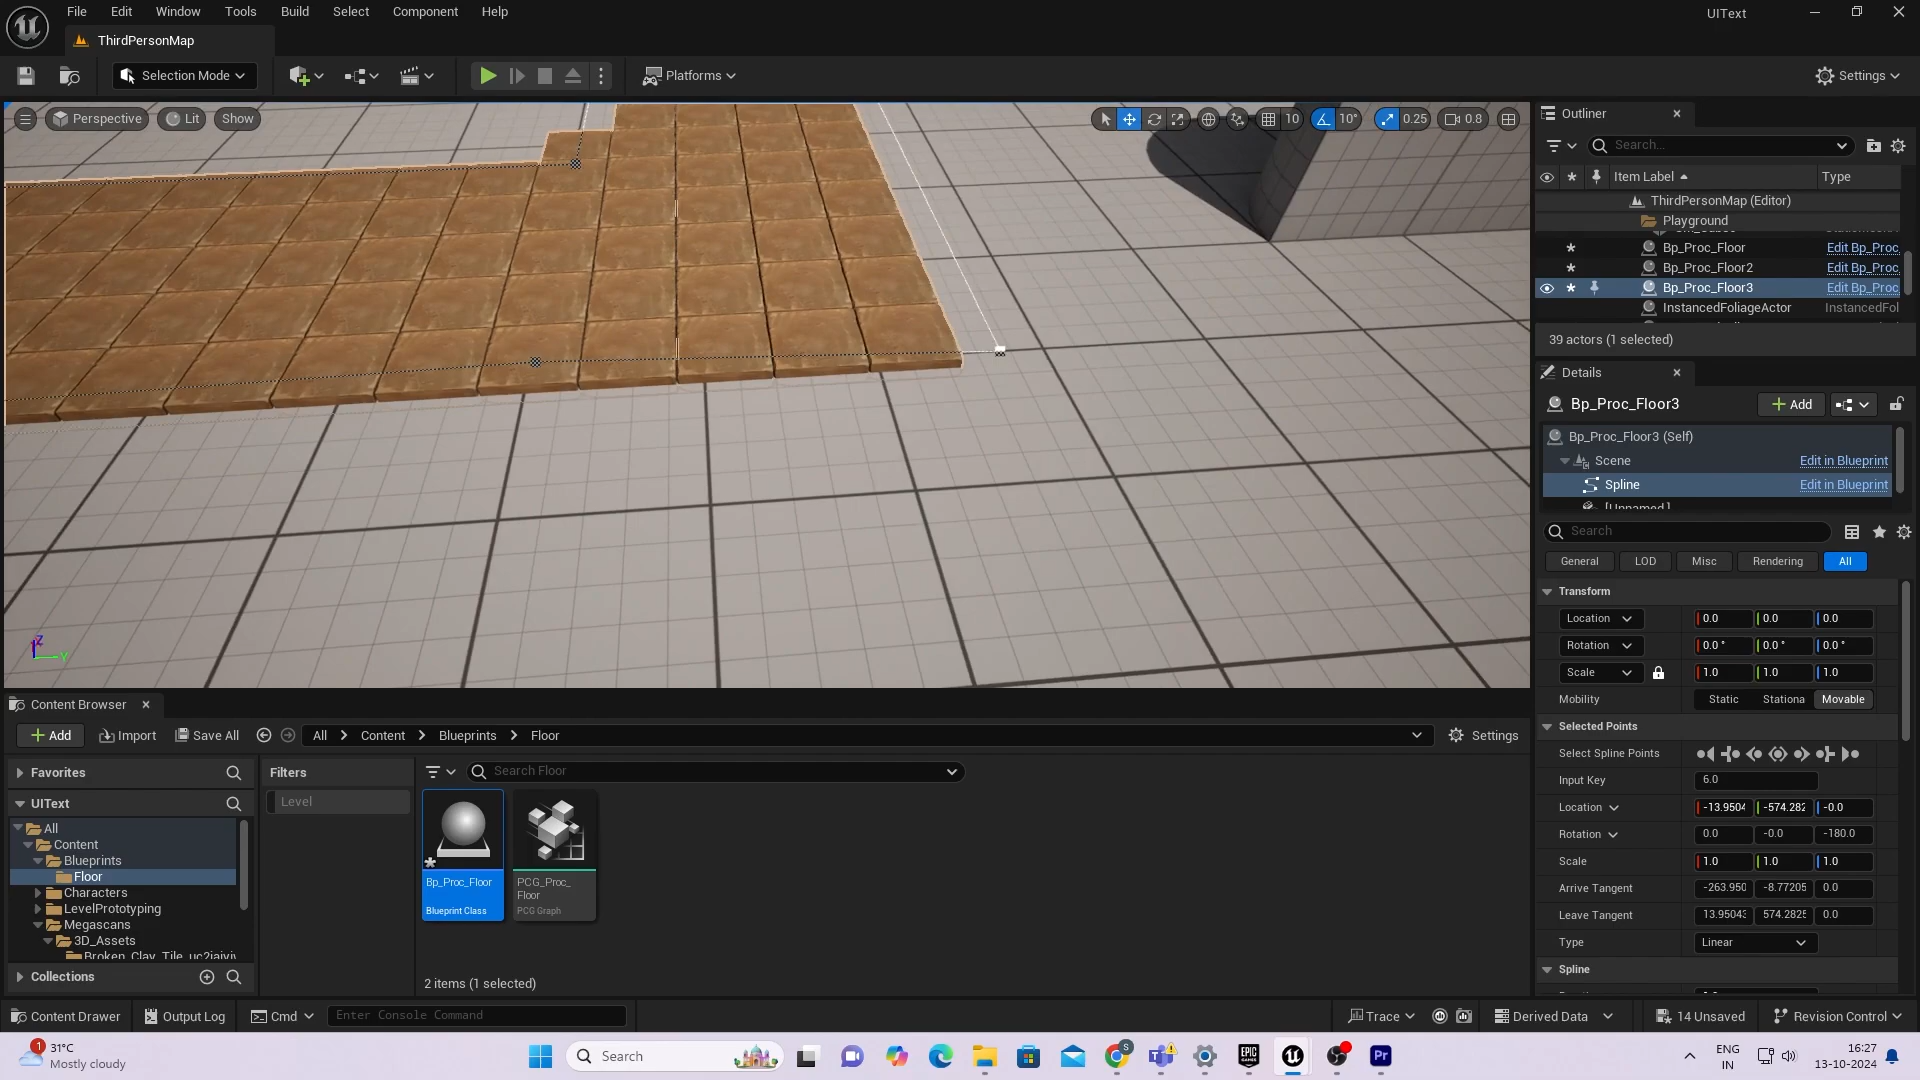 File Edit Window Tools Build Select Component Help
UIText
ThirdPersonMap
Selection Mode
Platforms
Settings
Perspective Lit Show
10 10° 0.25 0.8
Outliner
Search...
Item Label Type
ThirdPersonMap (Editor)
Playground
Bp_Proc_Floor Edit Bp_Proc
Bp_Proc_Floor2 Edit Bp_Proc
Bp_Proc_Floor3 Edit Bp_Proc
InstancedFoliageActor InstancedFol
39 actors (1 selected)
Details
Bp_Proc_Floor3 Add
Bp_Proc_Floor3 (Self)
Scene Edit in Blueprint
Spline Edit in Blueprint
[Unnamed]
Search
General LOD Misc Rendering All
Transform
Location 0.0 0.0 0.0
Rotation 0.0 ° 0.0 ° 0.0 °
Scale 1.0 1.0 1.0
Mobility Static Stationa Movable
Selected Points
Select Spline Points
Input Key 6.0
Location -13.9504 -574.282 -0.0
Rotation 0.0 -0.0 -180.0
Scale 1.0 1.0 1.0
Arrive Tangent -263.950 -8.77205 0.0
Leave Tangent 13.95043 574.2825 0.0
Type Linear
Spline
Z
Y
Content Browser
Add Import Save All All Content Blueprints Floor Settings
Favorites
UIText
All
Content
Blueprints
Floor
Characters
LevelPrototyping
Megascans
3D_Assets
Broken_Clay_Tile_uc2iaiviv
Collections
Filters
Level
Search Floor
Bp_Proc_Floor
Blueprint Class
PCG_Proc_
Floor
PCG Graph
2 items (1 selected)
Content Drawer Output Log Cmd Enter Console Command Trace Derived Data 14 Unsaved Revision Control
1
31°C
Mostly cloudy
Search
S
EPIC
GAMES
Pr
ENG
IN
16:27
13-10-2024